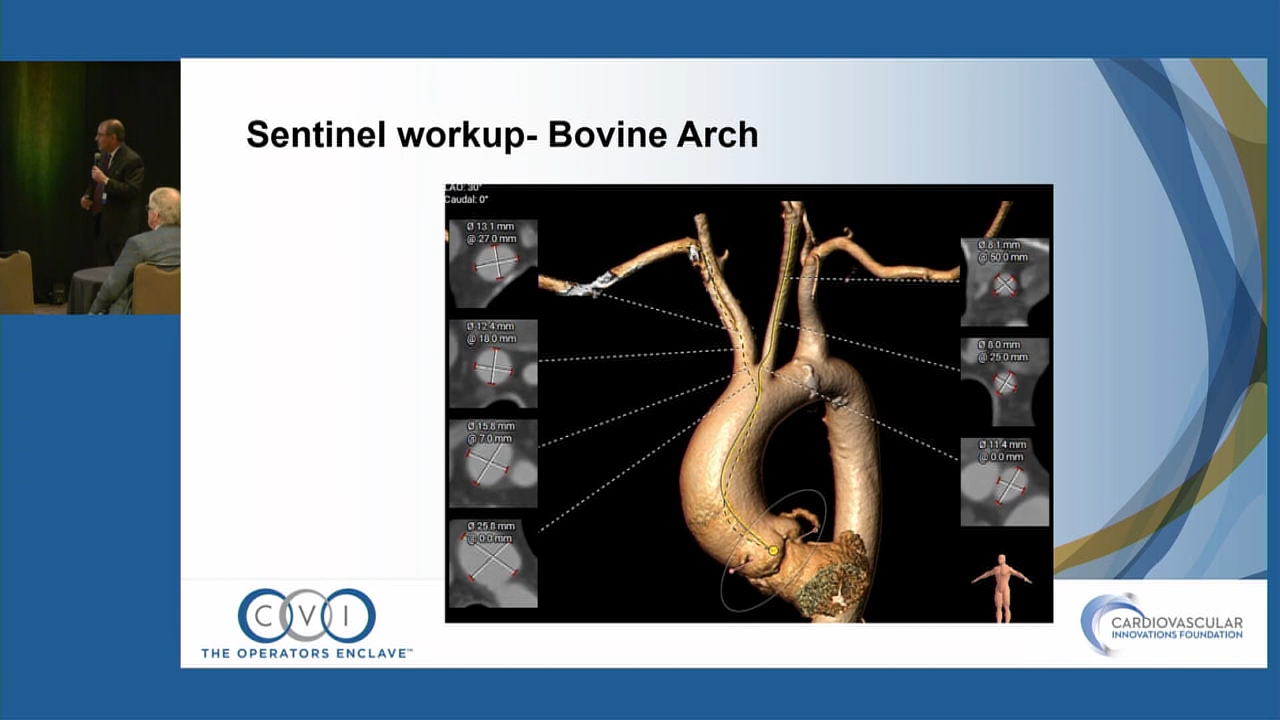 Sentinel workup- Bovine Arch
LAO: 30°
Caudal: 0°
Ø 13.1 mm
@ 27.0 mm
Ø 12.4 mm
@ 18.0 mm
Ø 15.8 mm
@ 7.0 mm
Ø 25.8 mm
@ 0.0 mm
Ø 8.1 mm
@ 50.0 mm
Ø 8.0 mm
@ 25.0 mm
Ø 11.4 mm
@ 0.0 mm
CVI
THE OPERATORS ENCLAVE™
CARDIOVASCULAR
INNOVATIONS FOUNDATION